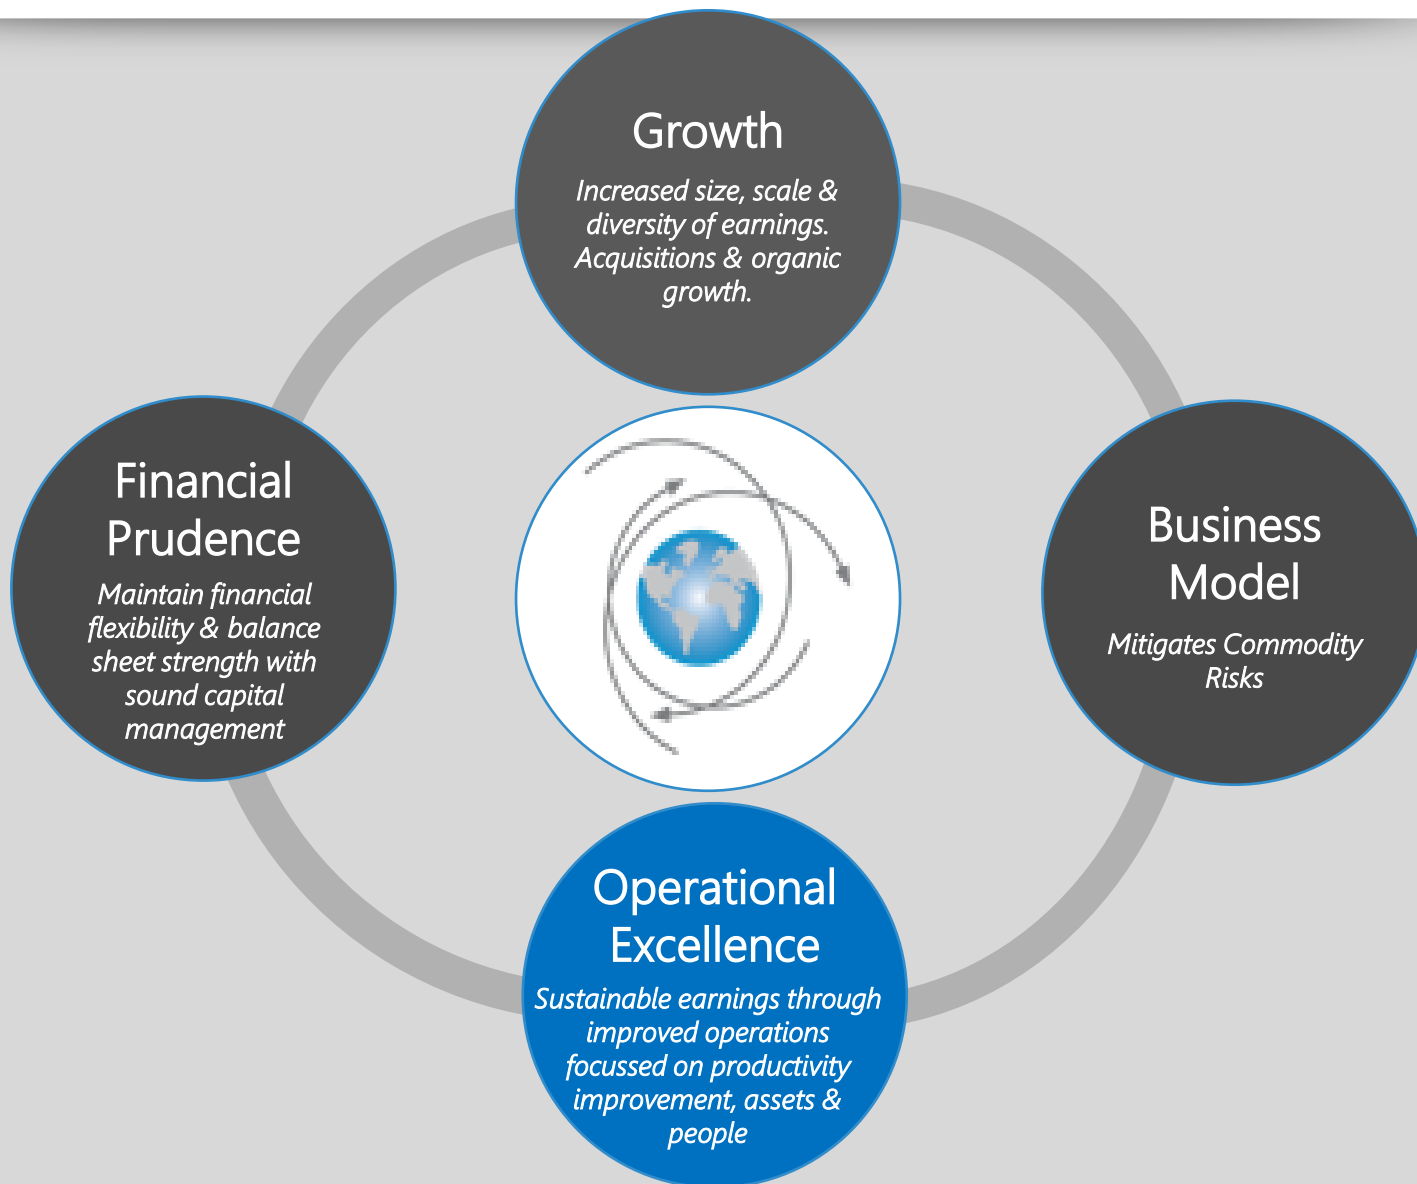 Growth
Increased size, scale &
diversity of earnings.
Acquisitions & organic
growth.
Financial
Prudence
Maintain financial
flexibility & balance
sheet strength with
sound capital
management
Business
Model
Mitigates Commodity
Risks
Operational
Excellence
Sustainable earnings through
improved operations
focussed on productivity
improvement, assets &
people